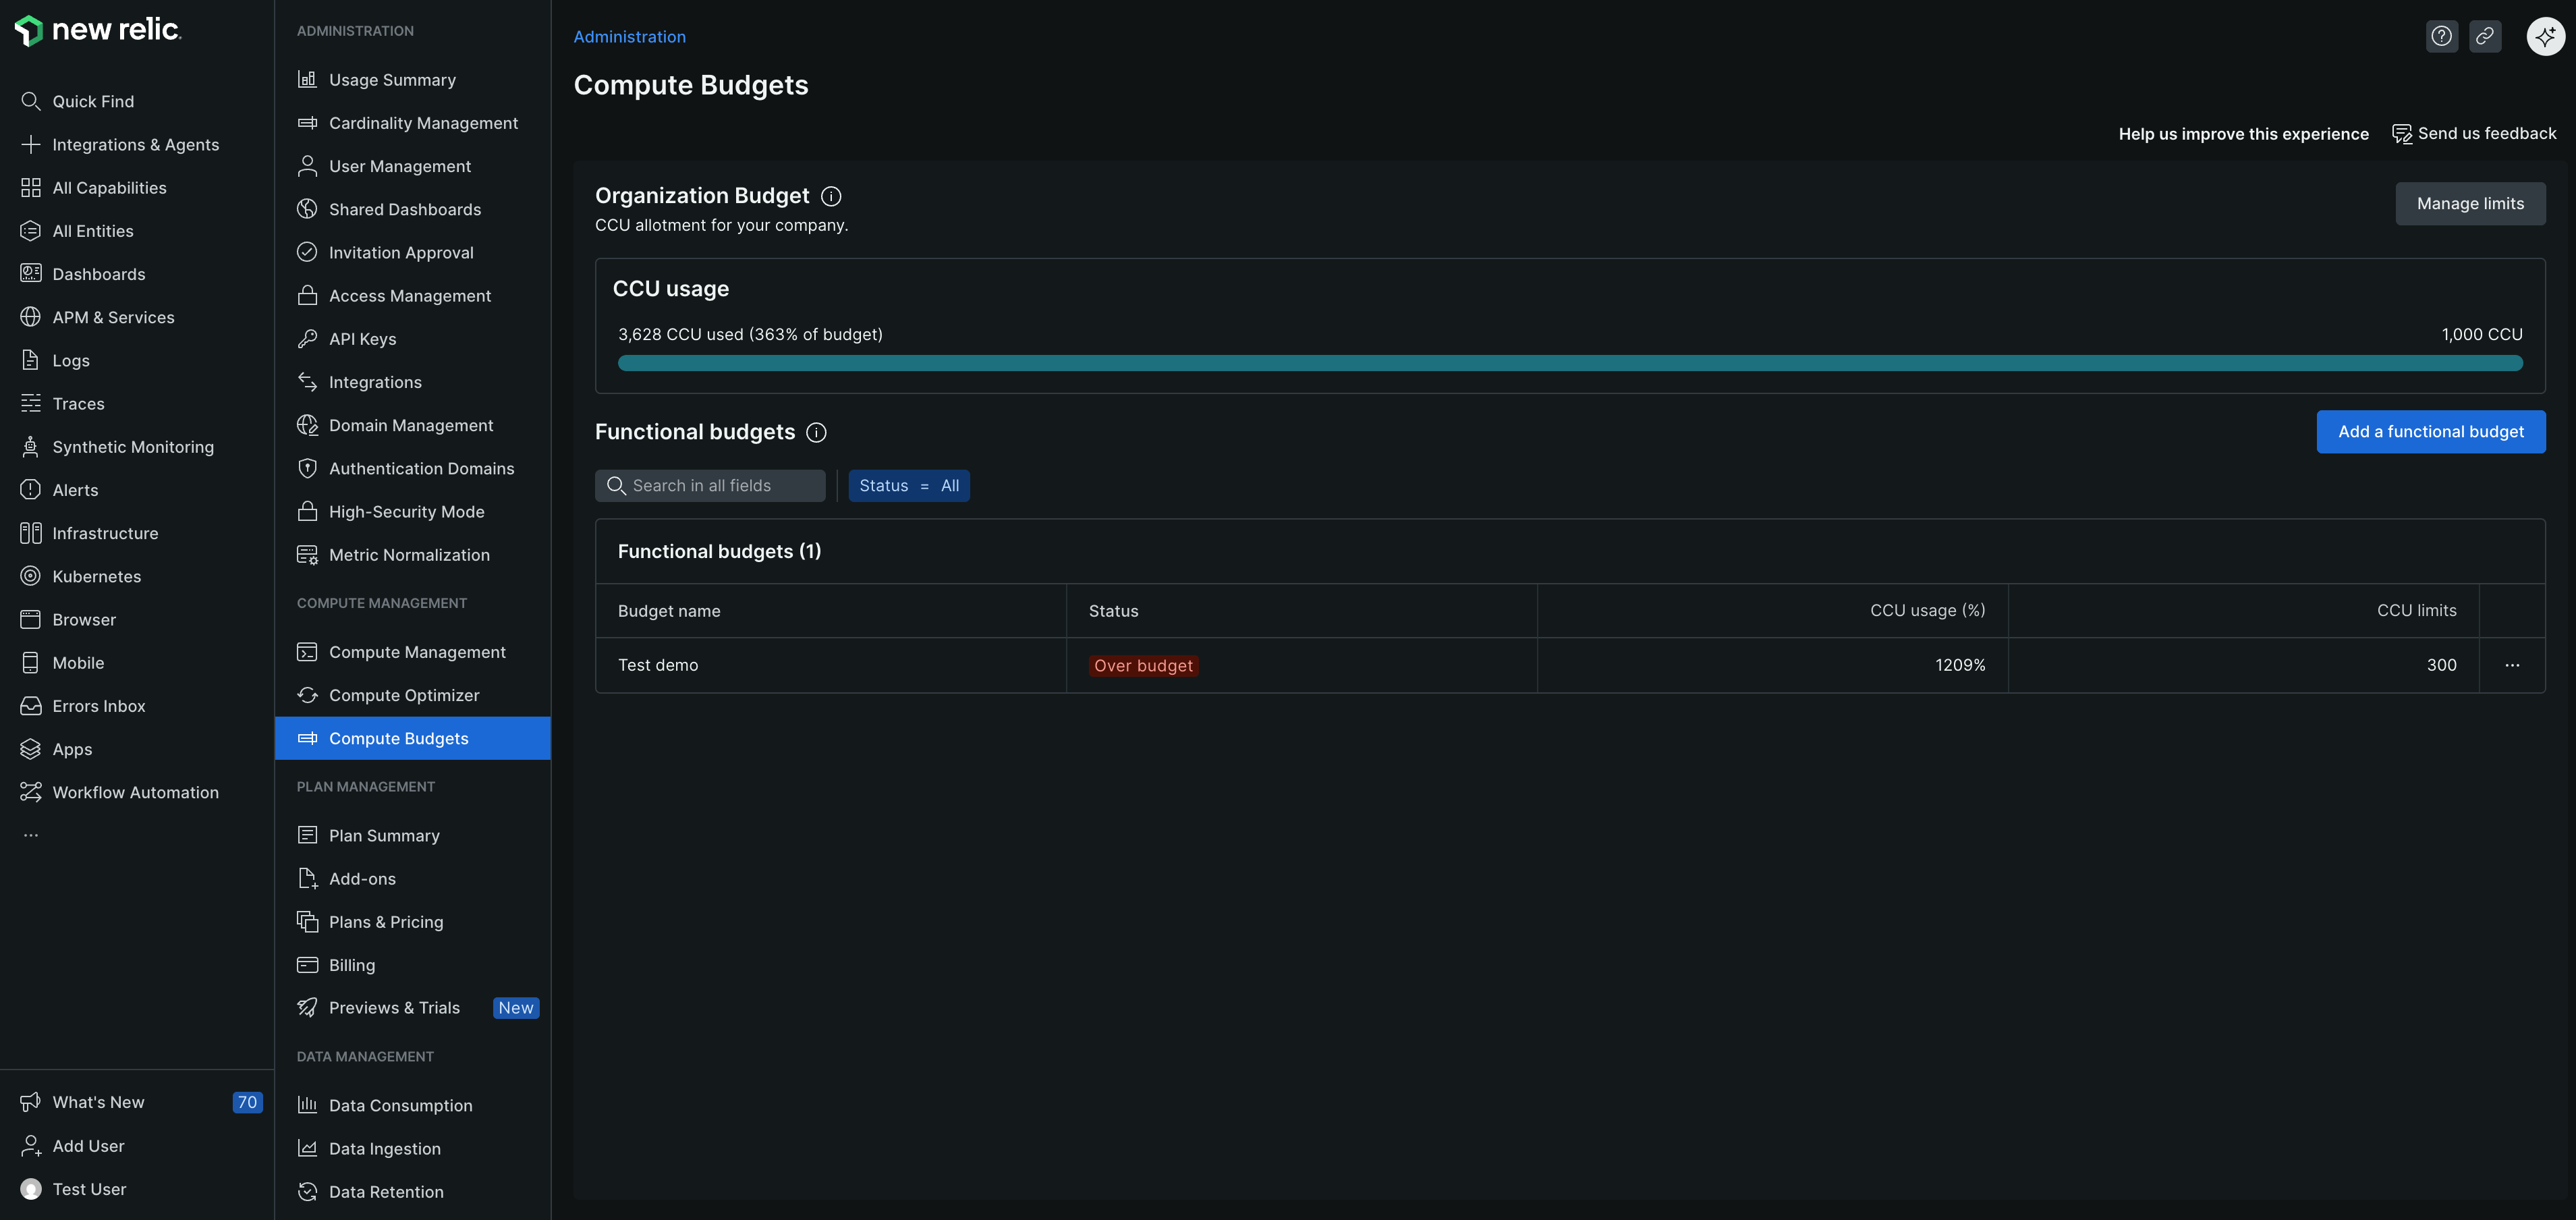 new relic.
Quick Find
Integrations & Agents
All Capabilities
All Entities
Dashboards
APM & Services
Logs
Traces
Synthetic Monitoring
Alerts
Infrastructure
Kubernetes
Browser
Mobile
Errors Inbox
Apps
Workflow Automation
...
What's New 70
Add User
Test User
ADMINISTRATION
Usage Summary
Cardinality Management
User Management
Shared Dashboards
Invitation Approval
Access Management
API Keys
Integrations
Domain Management
Authentication Domains
High-Security Mode
Metric Normalization
COMPUTE MANAGEMENT
Compute Management
Compute Optimizer
Compute Budgets
PLAN MANAGEMENT
Plan Summary
Add-ons
Plans & Pricing
Billing
Previews & Trials New
DATA MANAGEMENT
Data Consumption
Data Ingestion
Data Retention
Administration
Compute Budgets
Help us improve this experience Send us feedback
Organization Budget
CCU allotment for your company.
Manage limits
CCU usage
3,628 CCU used (363% of budget) 1,000 CCU
Functional budgets
Add a functional budget
Search in all fields Status = All
Functional budgets (1)
Budget name Status CCU usage (%) CCU limits
Test demo Over budget 1209% 300 ...